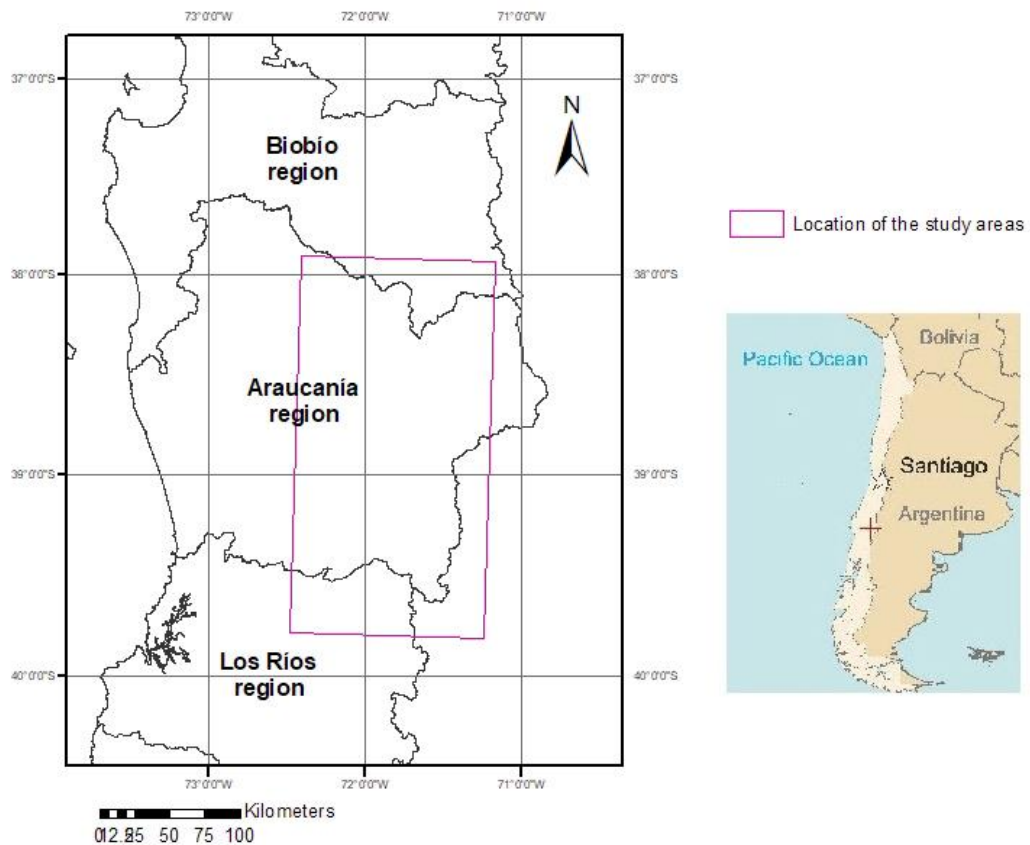 73°0'0"W 72°0'0"W 71°0'0"W
37°0'0"S 37°0'0"S
N
Biobío
region
Location of the study areas
38°0'0"S 38°0'0"S
Bolivia
Pacific Ocean
Araucanía
region
Santiago
39°0'0"S 39°0'0"S
Argentina
Los Ríos
region
40°0'0"S 40°0'0"S
73°0'0"W 72°0'0"W 71°0'0"W
Kilometers
50 75 100